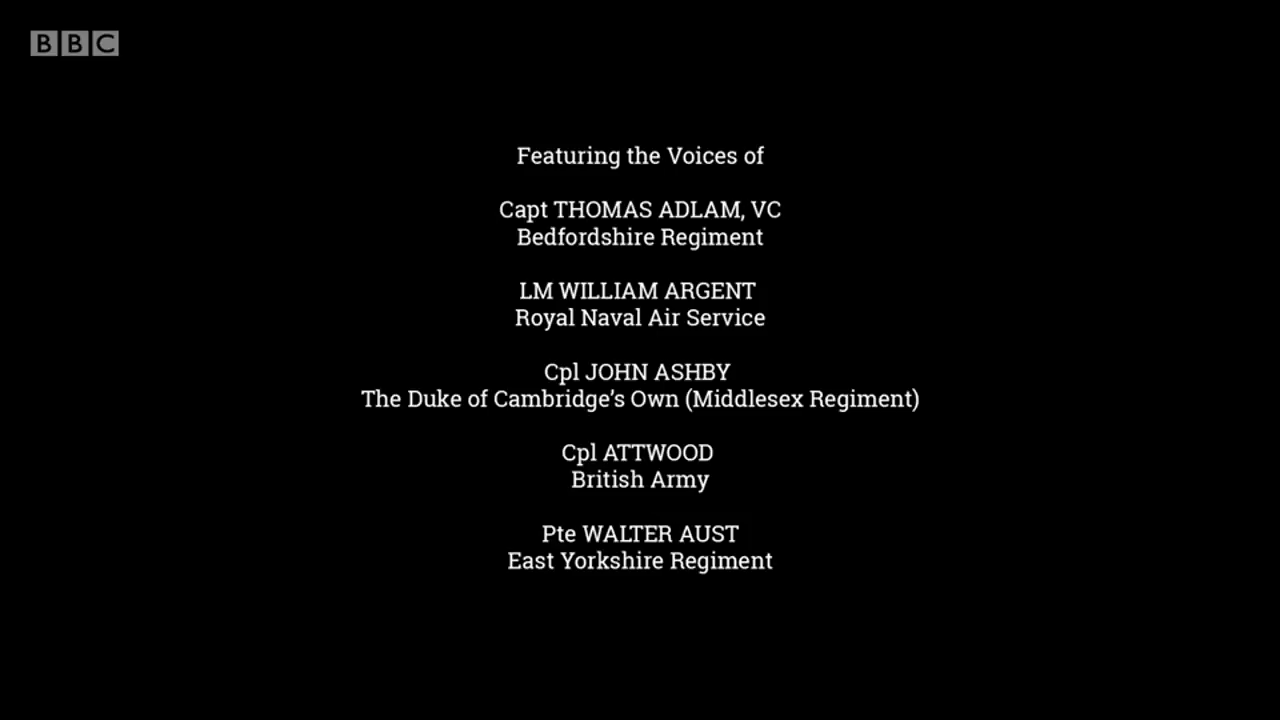 BBC
Featuring the Voices of
Capt THOMAS ADLAM, VC
Bedfordshire Regiment
LM WILLIAM ARGENT
Royal Naval Air Service
Cpl JOHN ASHBY
The Duke of Cambridge’s Own (Middlesex Regiment)
Cpl ATTWOOD
British Army
Pte WALTER AUST
East Yorkshire Regiment